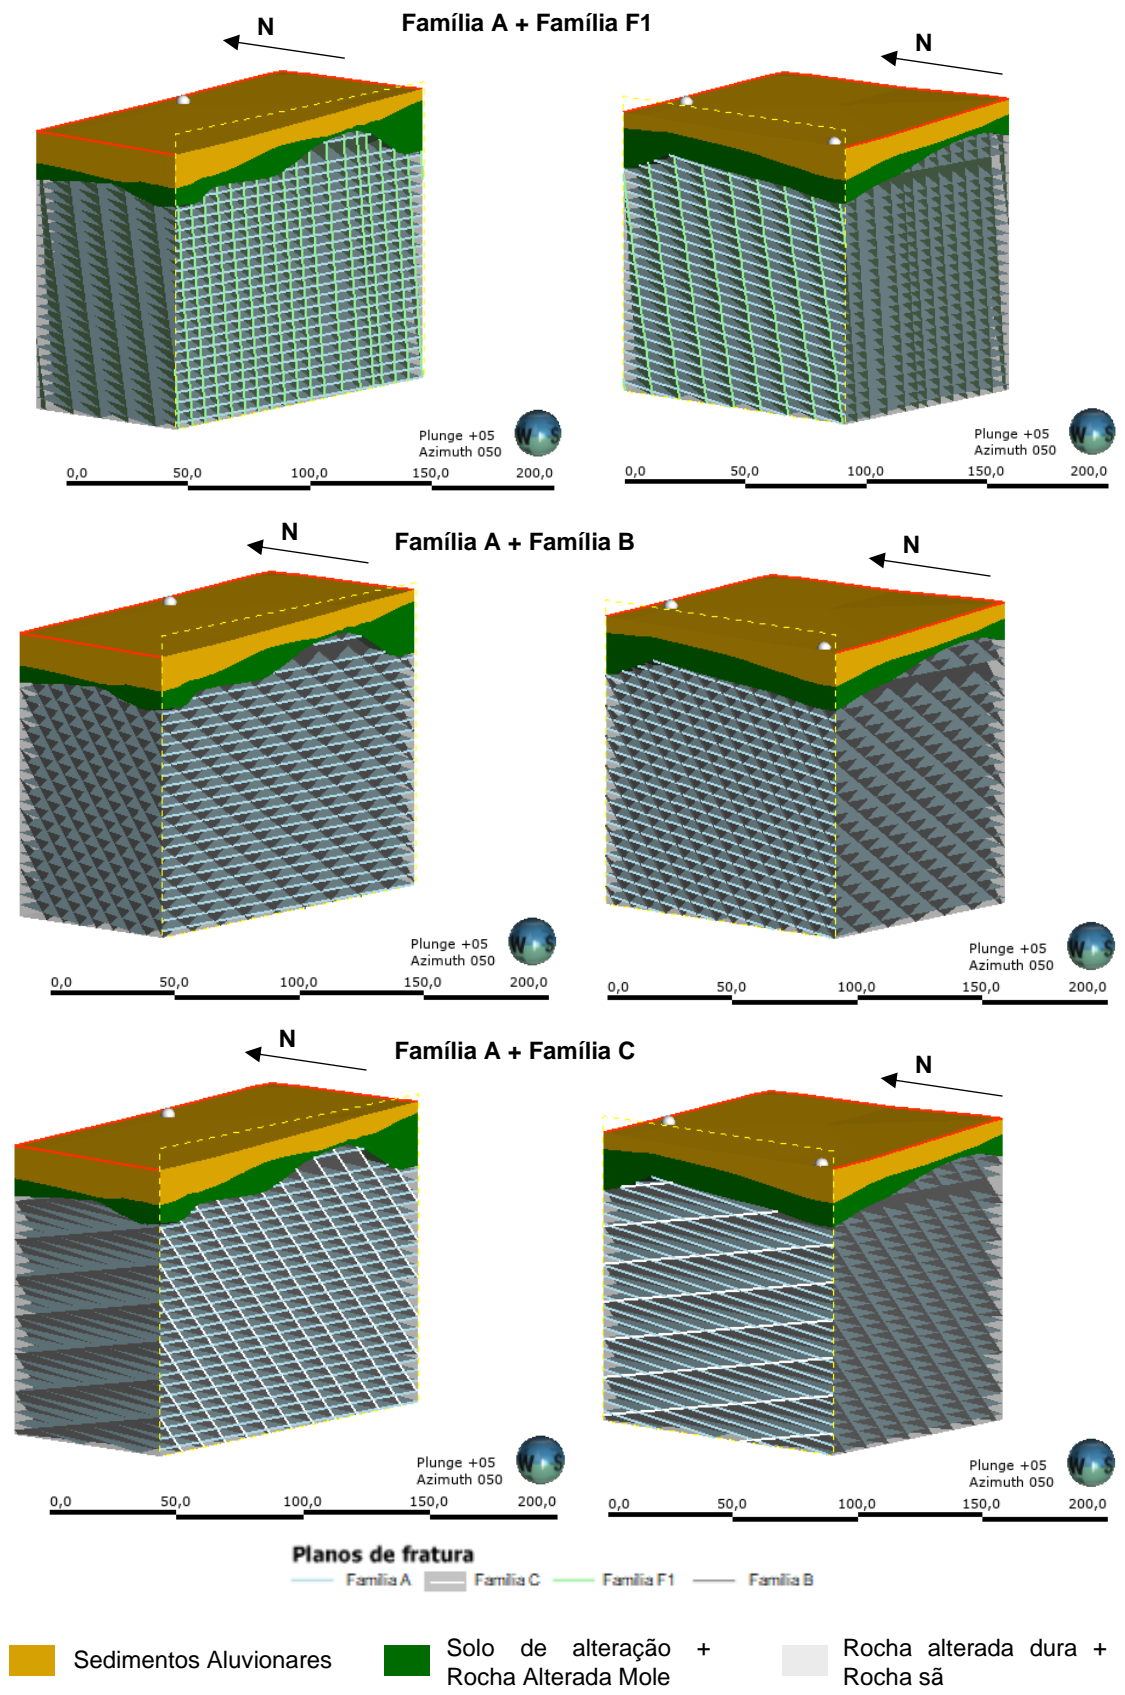 Família A + Família F1
N
N
Plunge +05
Azimuth 050
W S
0,0 50,0 100,0 150,0 200,0
Plunge +05
Azimuth 050
W S
0,0 50,0 100,0 150,0 200,0
Família A + Família B
N
N
Plunge +05
Azimuth 050
W S
0,0 50,0 100,0 150,0 200,0
Plunge +05
Azimuth 050
W S
0,0 50,0 100,0 150,0 200,0
Família A + Família C
N
N
Plunge +05
Azimuth 050
W S
0,0 50,0 100,0 150,0 200,0
Plunge +05
Azimuth 050
W S
0,0 50,0 100,0 150,0 200,0
Planos de fratura
Família A Família C Família F1 Família B
Sedimentos Aluvionares
Solo de alteração +
Rocha Alterada Mole
Rocha alterada dura +
Rocha sã